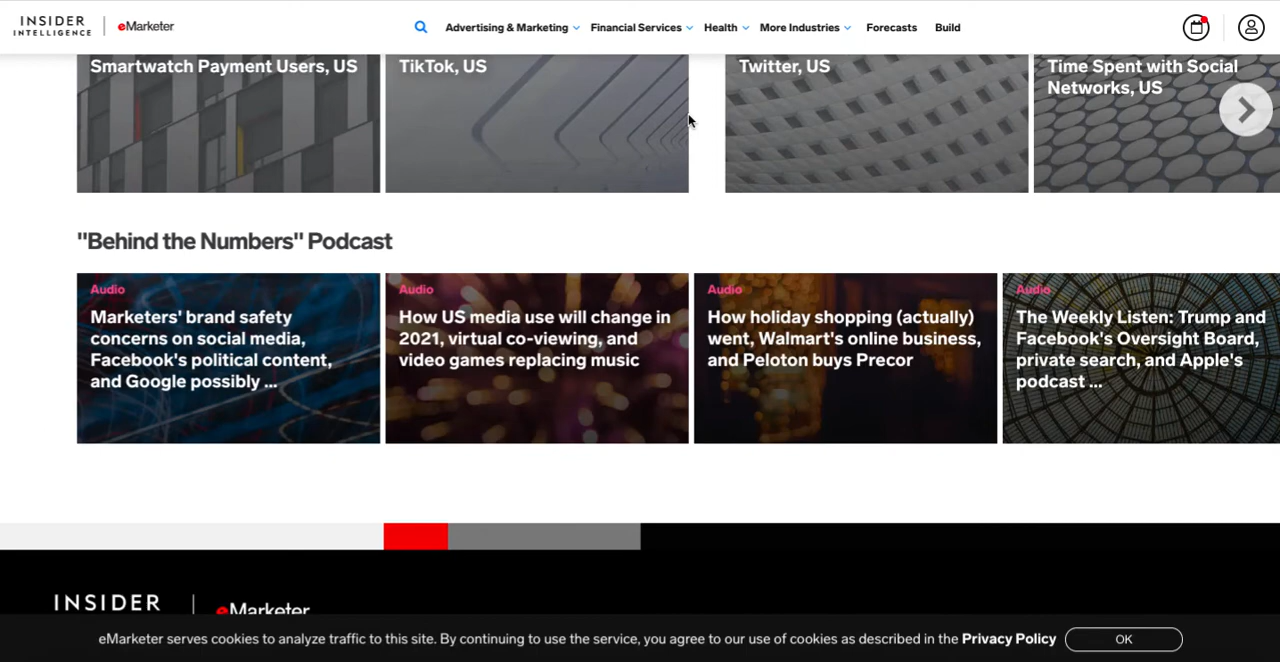 INSIDER
INTELLIGENCE
eMarketer
Advertising & Marketing
Financial Services
Health
More Industries
Forecasts
Build
Smartwatch Payment Users, US
TikTok, US
Twitter, US
Time Spent with Social
Networks, US
"Behind the Numbers" Podcast
Audio
Marketers' brand safety
concerns on social media,
Facebook's political content,
and Google possibly ...
Audio
How US media use will change in
2021, virtual co-viewing, and
video games replacing music
Audio
How holiday shopping (actually)
went, Walmart's online business,
and Peloton buys Precor
Audio
The Weekly Listen: Trump and
Facebook's Oversight Board,
private search, and Apple's
podcast ...
INSIDER
eMarketer
eMarketer serves cookies to analyze traffic to this site. By continuing to use the service, you agree to our use of cookies as described in the Privacy Policy
OK